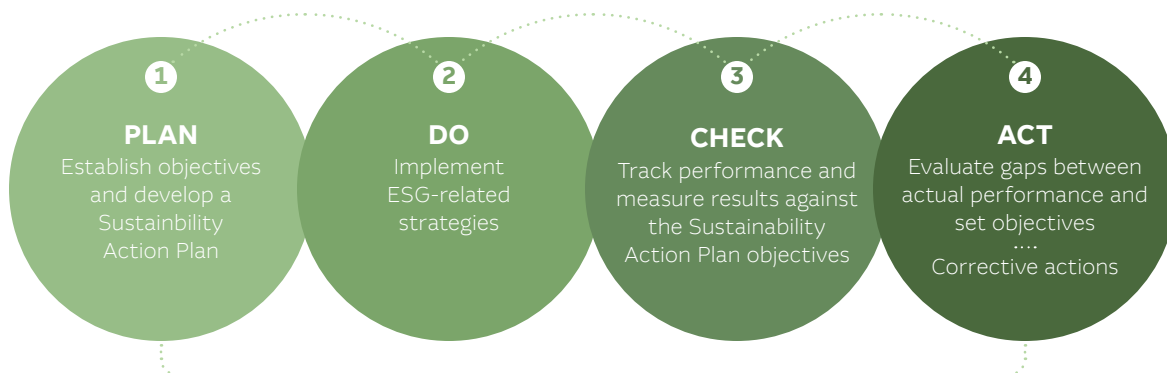 1
PLAN
Establish objectives
and develop a
Sustainbility
Action Plan
2
DO
Implement
ESG-related
strategies
3
CHECK
Track performance and
measure results against
the Sustainability
Action Plan objectives
4
ACT
Evaluate gaps between
actual performance and
set objectives
....
Corrective actions